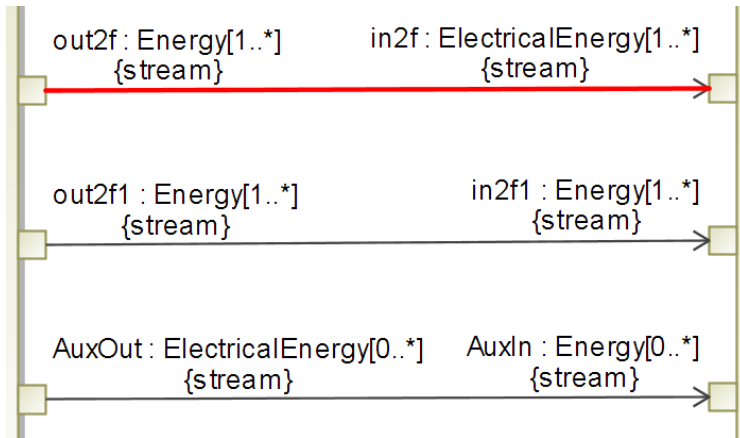 out2f : Energy[1..*] in2f : ElectricalEnergy[1..*]
{stream} {stream}
out2f1 : Energy[1..*] in2f1 : Energy[1..*]
{stream} {stream}
AuxOut : ElectricalEnergy[0..*] AuxIn : Energy[0..*]
{stream} {stream}